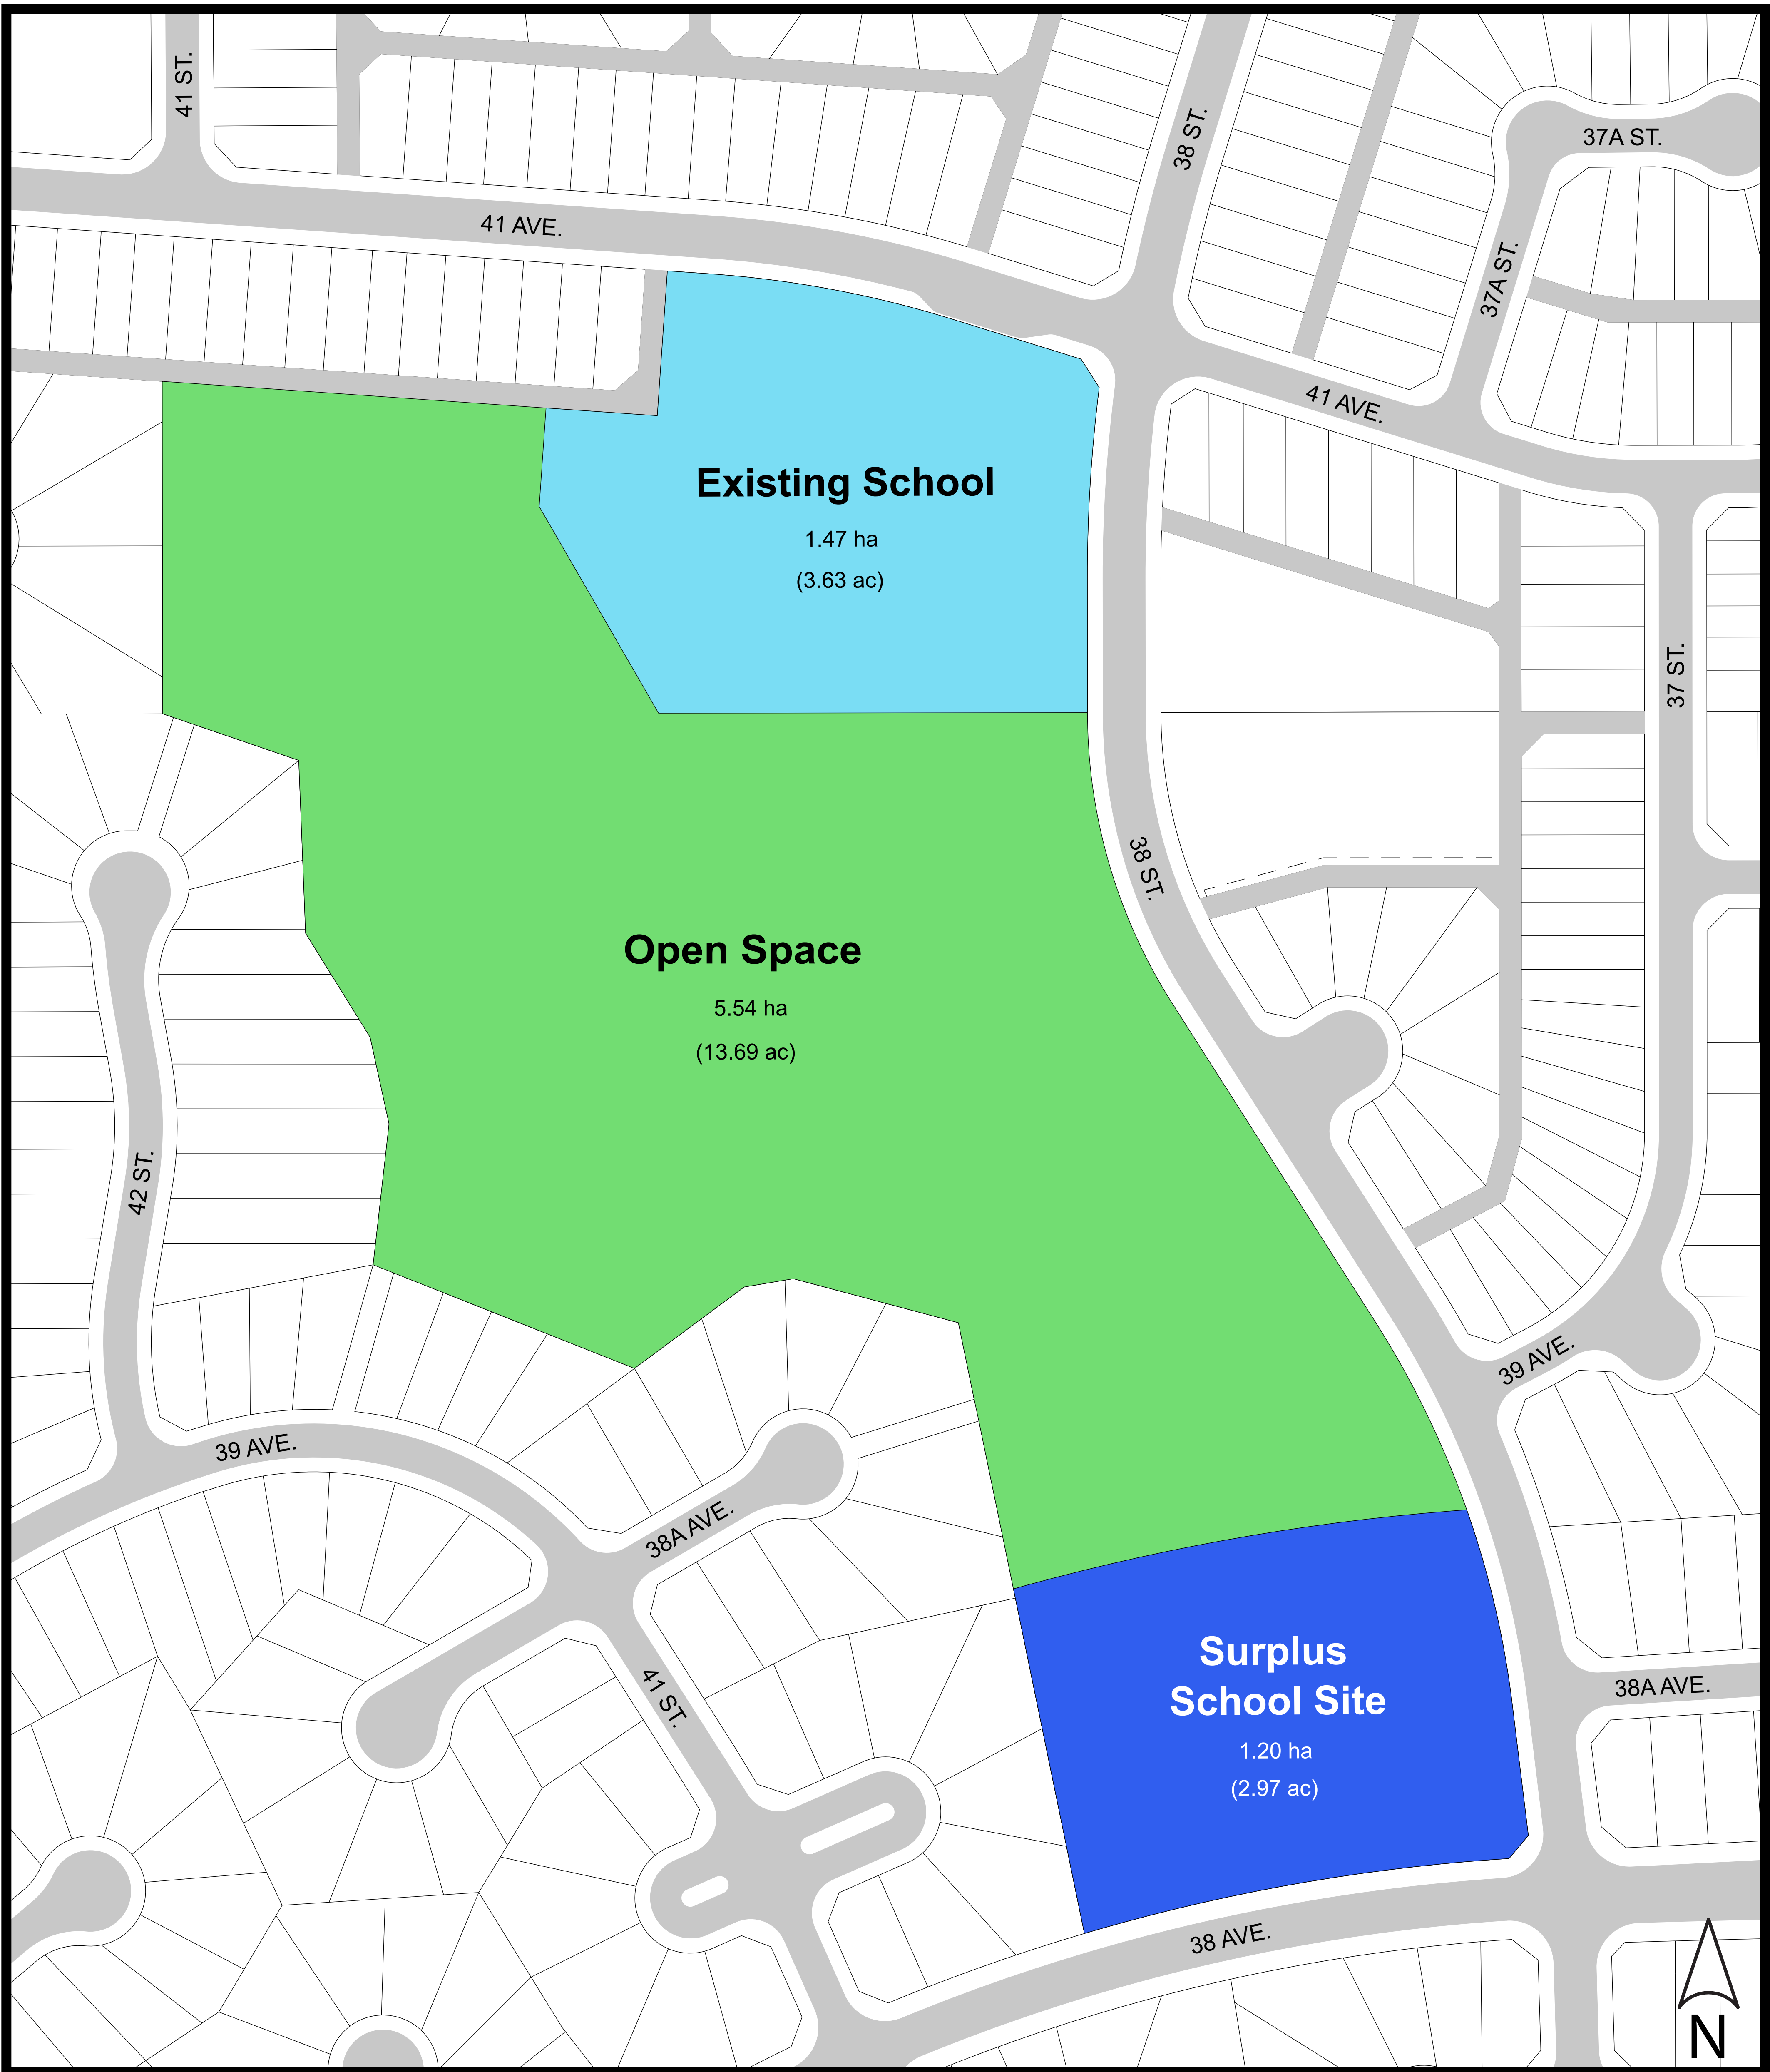 41 ST.
38 ST.
37A ST.
41 AVE.
37A ST.
41 AVE.
Existing School
1.47 ha
(3.63 ac)
37 ST.
38 ST.
Open Space
5.54 ha
(13.69 ac)
42 ST.
39 AVE.
39 AVE.
38A AVE.
Surplus
School Site
1.20 ha
(2.97 ac)
41 ST.
38A AVE.
38 AVE.
N